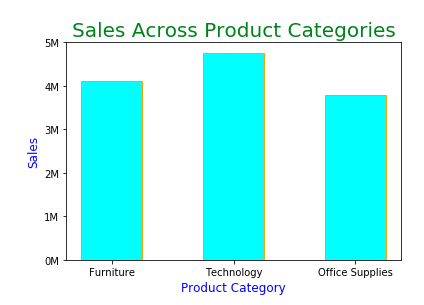 Sales Across Product Categories
5M
4M
3M
2M
1M
0M
Sales
Furniture
Technology
Office Supplies
Product Category